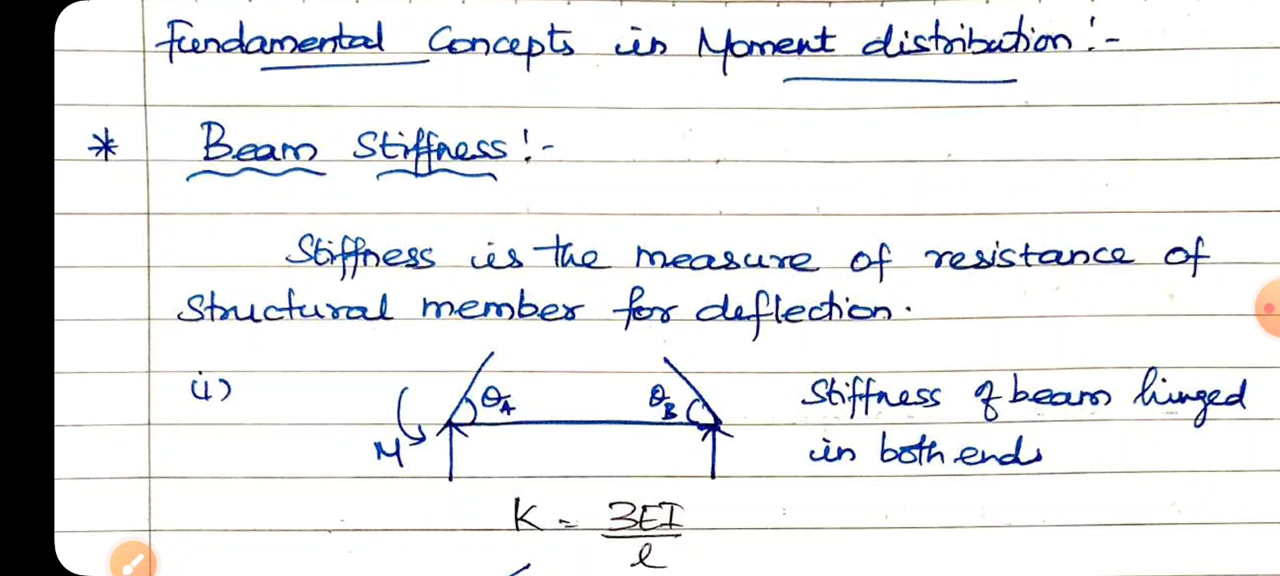 Fundamental Concepts in Moment distribution:-
* Beam Stiffness:-
Stiffness is the measure of resistance of
Structural member for deflection.
(i) M θA θB Stiffness of beam hinged
in both ends
K = 3EI/l